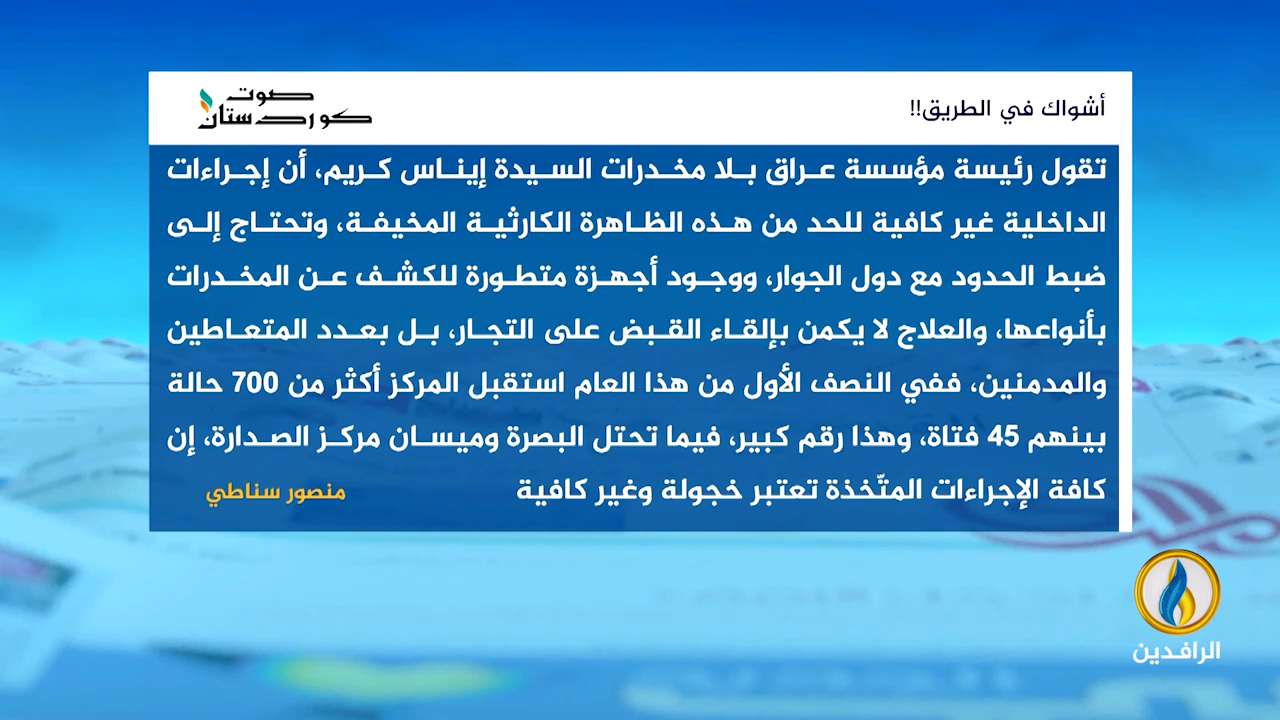 أشواك في الطريق!!
صوت
كوردستان
تقول رئيسة مؤسسة عراق بلا مخدرات السيدة إيناس كريم، أن إجراءات
الداخلية غير كافية للحد من هذه الظاهرة الكارثية المخيفة، وتحتاج إلى
ضبط الحدود مع دول الجوار، ووجود أجهزة متطورة للكشف عن المخدرات
بأنواعها، والعلاج لا يكمن بإلقاء القبض على التجار، بل بعدد المتعاطين
والمدمنين، ففي النصف الأول من هذا العام استقبل المركز أكثر من 700 حالة
بينهم 45 فتاة، وهذا رقم كبير، فيما تحتل البصرة وميسان مركز الصدارة، إن
كافة الإجراءات المتّخذة تعتبر خجولة وغير كافية
منصور سناطي
الرافدين